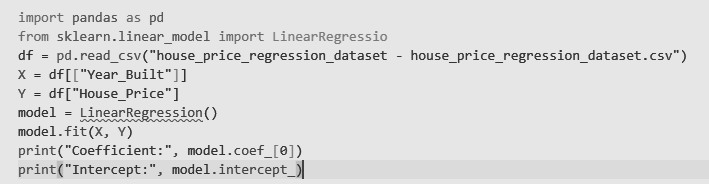 import pandas as pd
from sklearn.linear_model import LinearRegressio
df = pd.read_csv("house_price_regression_dataset - house_price_regression_dataset.csv")
X = df[["Year_Built"]]
Y = df["House_Price"]
model = LinearRegression()
model.fit(X, Y)
print("Coefficient:", model.coef_[0])
print("Intercept:", model.intercept_)